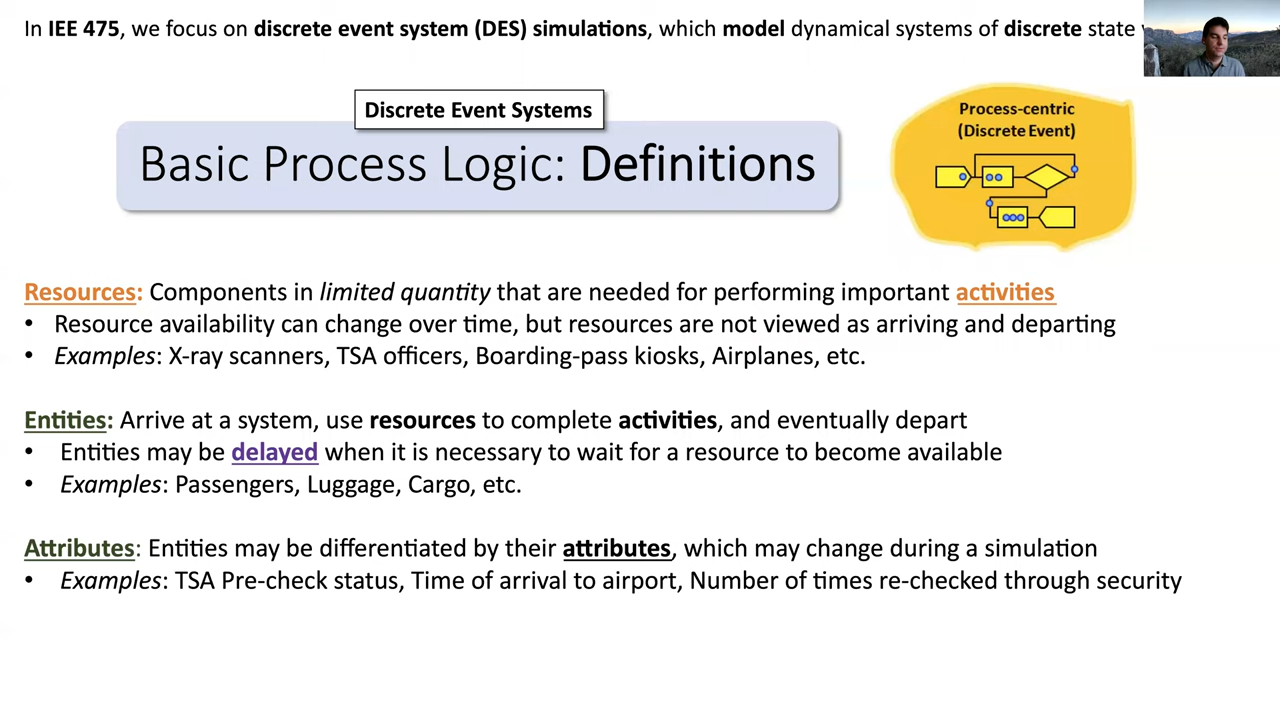 In IEE 475, we focus on discrete event system (DES) simulations, which model dynamical systems of discrete state
Discrete Event Systems
Basic Process Logic: Definitions
Process-centric
(Discrete Event)
Resources: Components in limited quantity that are needed for performing important activities
• Resource availability can change over time, but resources are not viewed as arriving and departing
• Examples: X-ray scanners, TSA officers, Boarding-pass kiosks, Airplanes, etc.
Entities: Arrive at a system, use resources to complete activities, and eventually depart
• Entities may be delayed when it is necessary to wait for a resource to become available
• Examples: Passengers, Luggage, Cargo, etc.
Attributes: Entities may be differentiated by their attributes, which may change during a simulation
• Examples: TSA Pre-check status, Time of arrival to airport, Number of times re-checked through security